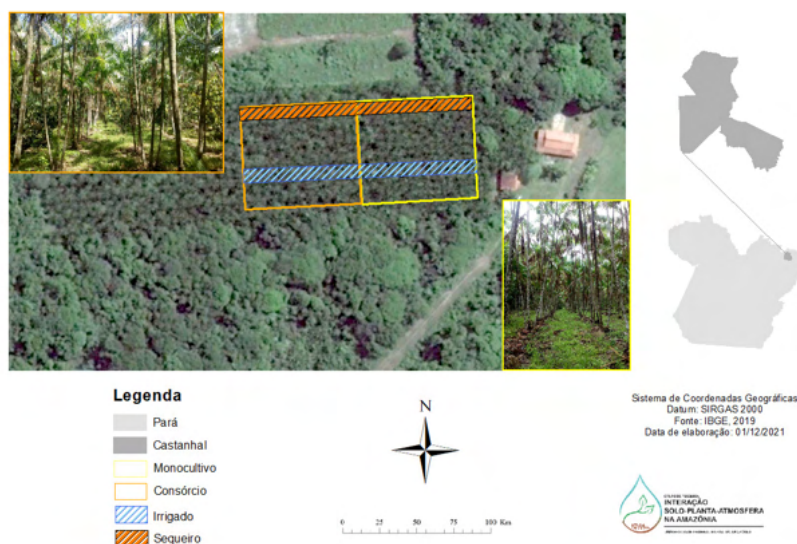 Legenda
Pará
Castanhal
Monocultivo
Consórcio
Irrigado
Sequeiro
N
0 25 50 75 100 Km
Sistema de Coordenadas Geográficas
Datum: SIRGAS 2000
Fonte: IBGE, 2019
Data de elaboração: 01/12/2021
INTERAÇÃO
SOLO-PLANTA-ATMOSFERA
NA AMAZÔNIA